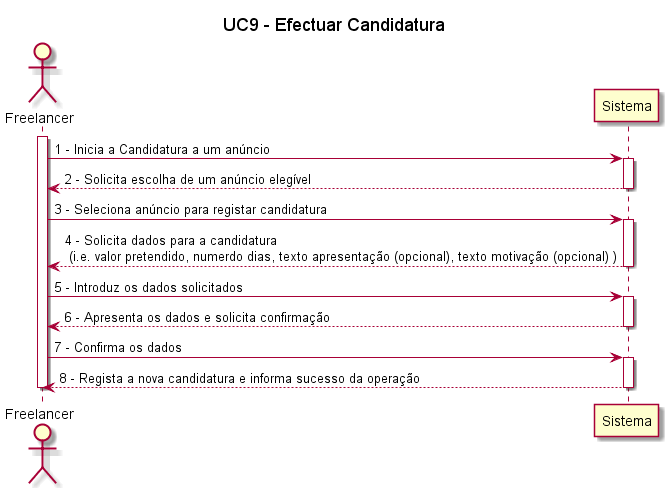 UC9 - Efectuar Candidatura
Freelancer
Sistema
1 - Inicia a Candidatura a um anúncio
2 - Solicita escolha de um anúncio elegível
3 - Seleciona anúncio para registar candidatura
4 - Solicita dados para a candidatura
(i.e. valor pretendido, numerdo dias, texto apresentação (opcional), texto motivação (opcional) )
5 - Introduz os dados solicitados
6 - Apresenta os dados e solicita confirmação
7 - Confirma os dados
8 - Regista a nova candidatura e informa sucesso da operação
Freelancer
Sistema